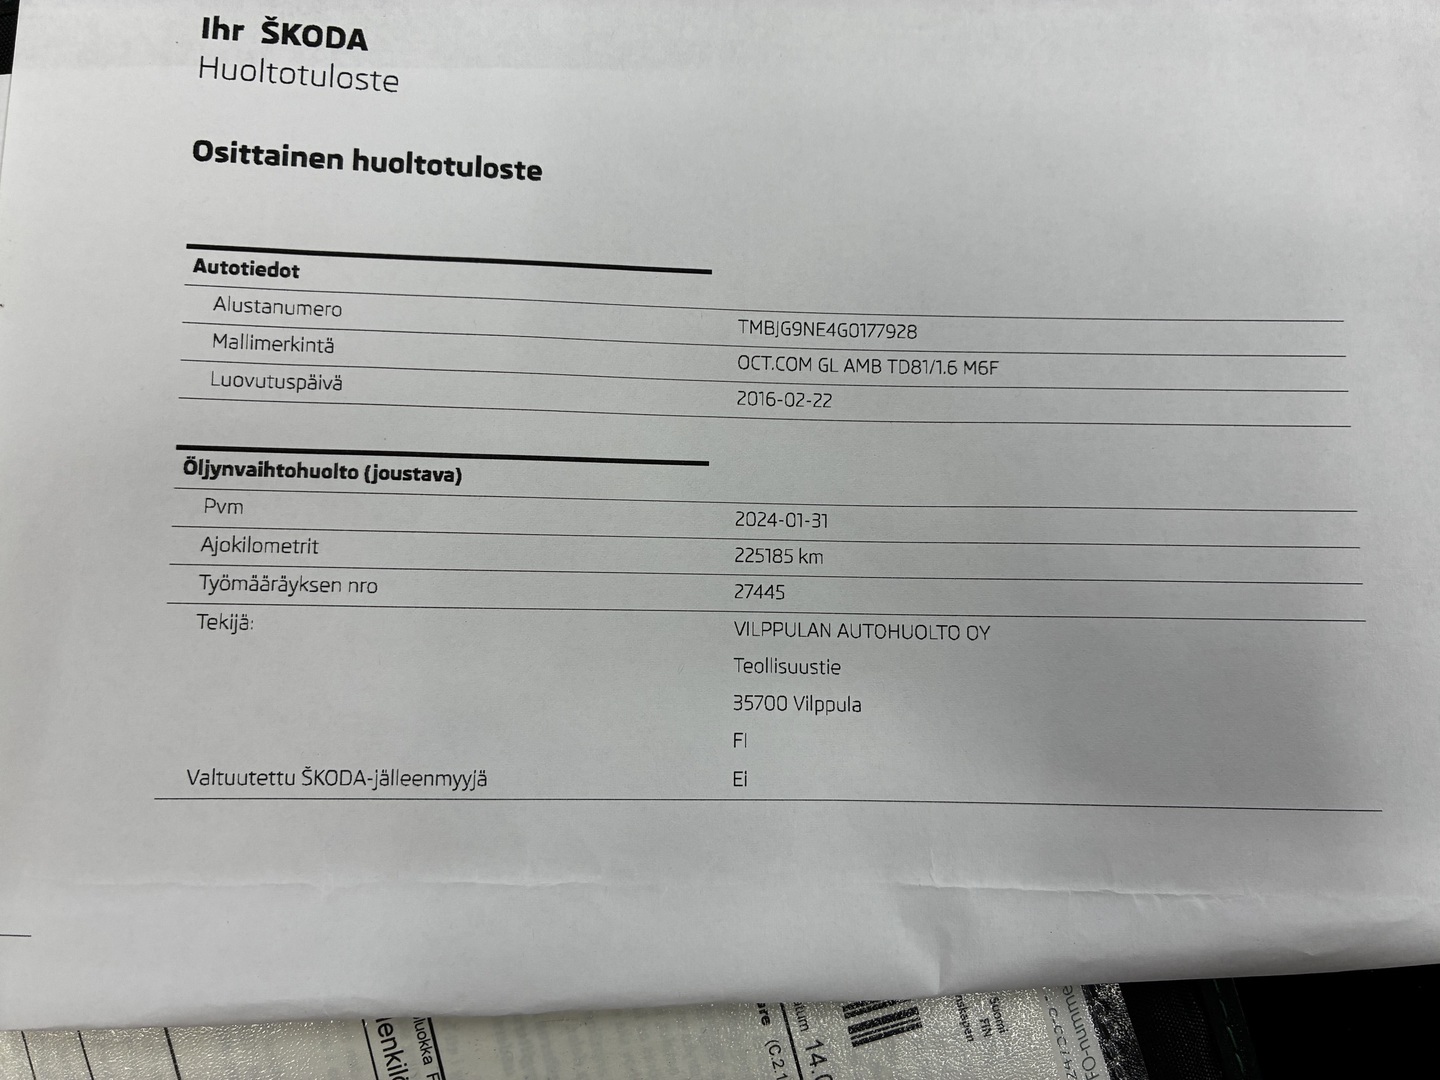 Ihr ŠKODA
Huoltotuloste
Osittainen huoltotuloste
Autotiedot
Alustanumero TMBJG9NE4G0177928
Mallimerkintä OCT.COM GL AMB TD81/1.6 M6F
Luovutuspäivä 2016-02-22
Öljynvaihtohuolto (joustava)
Pvm 2024-01-31
Ajokilometrit 225185 km
Työmääräyksen nro 27445
Tekijä: VILPPULAN AUTOHUOLTO OY
Teollisuustie
35700 Vilppula
FI
Valtuutettu ŠKODA-jälleenmyyjä Ei
Suomi
FIN